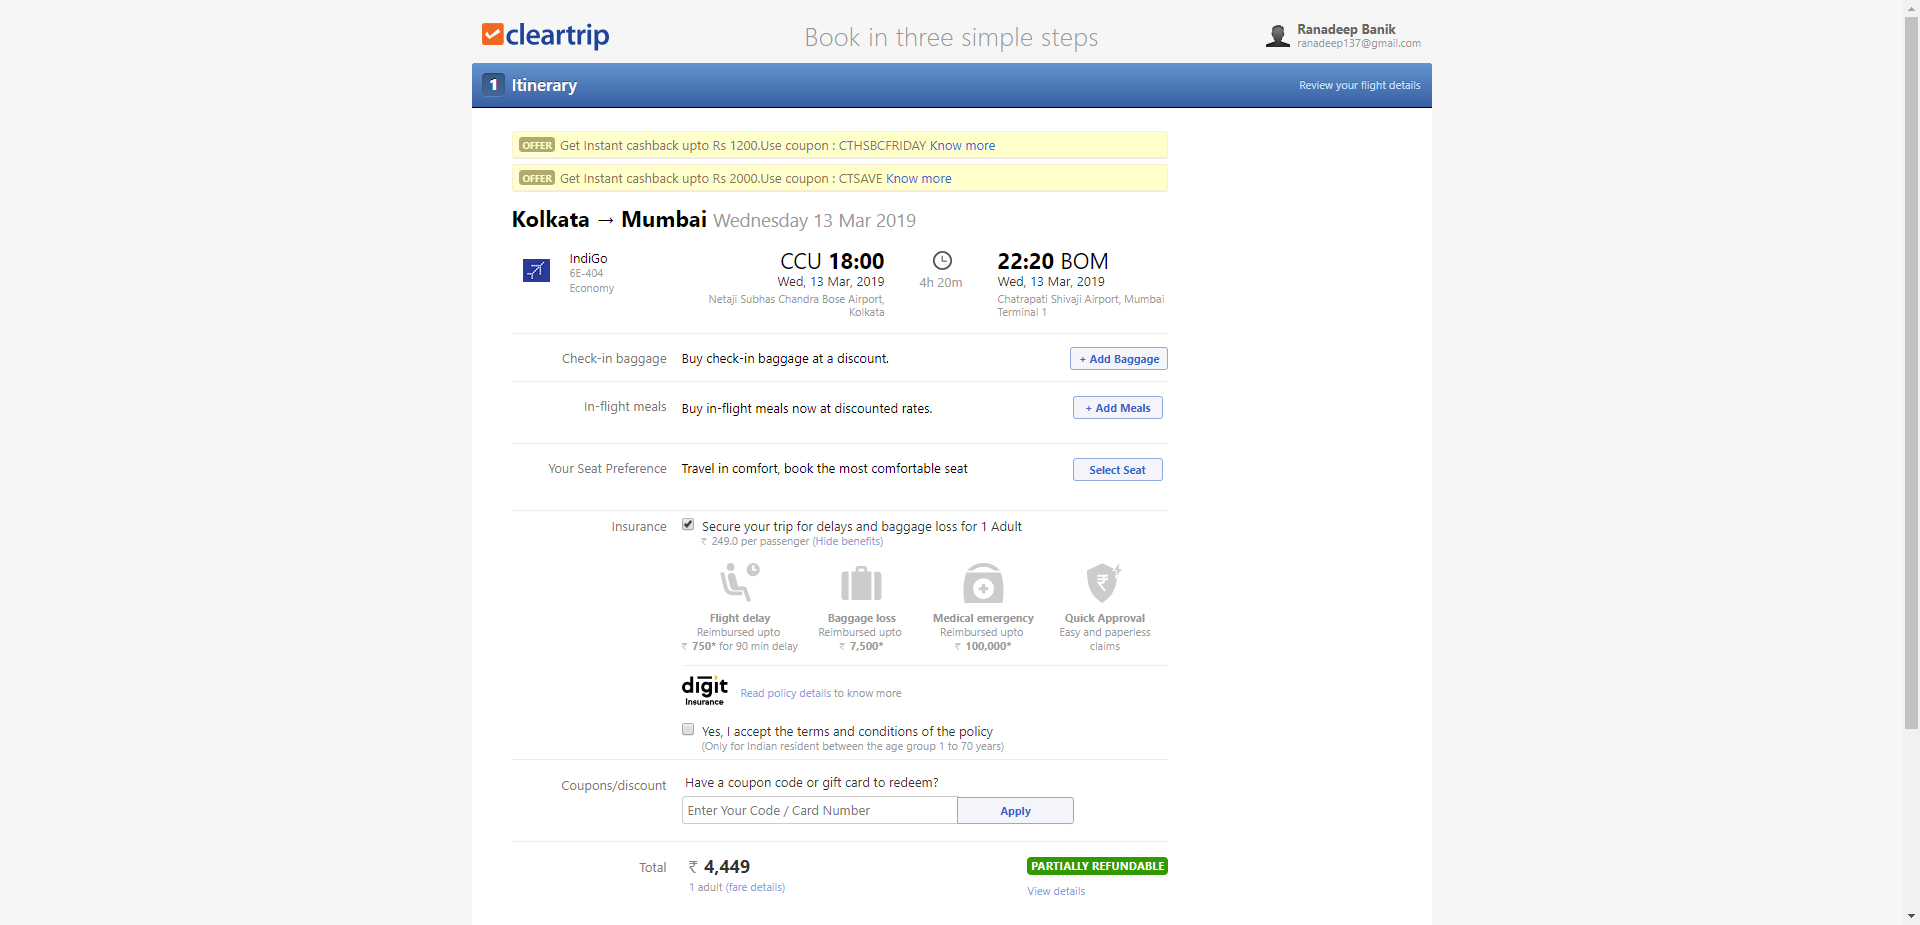 cleartrip
Book in three simple steps
Ranadeep Banik
ranadeep137@gmail.com
1 Itinerary
Review your flight details
OFFER Get Instant cashback upto Rs 1200.Use coupon : CTHSBCFRIDAY Know more
OFFER Get Instant cashback upto Rs 2000.Use coupon : CTSAVE Know more
Kolkata → Mumbai Wednesday 13 Mar 2019
IndiGo
6E-404
Economy
CCU 18:00
Wed, 13 Mar, 2019
Netaji Subhas Chandra Bose Airport,
Kolkata
4h 20m
22:20 BOM
Wed, 13 Mar, 2019
Chatrapati Shivaji Airport, Mumbai
Terminal 1
Check-in baggage Buy check-in baggage at a discount. + Add Baggage
In-flight meals Buy in-flight meals now at discounted rates. + Add Meals
Your Seat Preference Travel in comfort, book the most comfortable seat Select Seat
Insurance Secure your trip for delays and baggage loss for 1 Adult
₹ 249.0 per passenger (Hide benefits)
Flight delay
Reimbursed upto
₹ 750* for 90 min delay
Baggage loss
Reimbursed upto
₹ 7,500*
Medical emergency
Reimbursed upto
₹ 100,000*
Quick Approval
Easy and paperless
claims
digit
Insurance
Read policy details to know more
Yes, I accept the terms and conditions of the policy
(Only for Indian resident between the age group 1 to 70 years)
Coupons/discount Have a coupon code or gift card to redeem?
Enter Your Code / Card Number Apply
Total ₹ 4,449 PARTIALLY REFUNDABLE
1 adult (fare details) View details